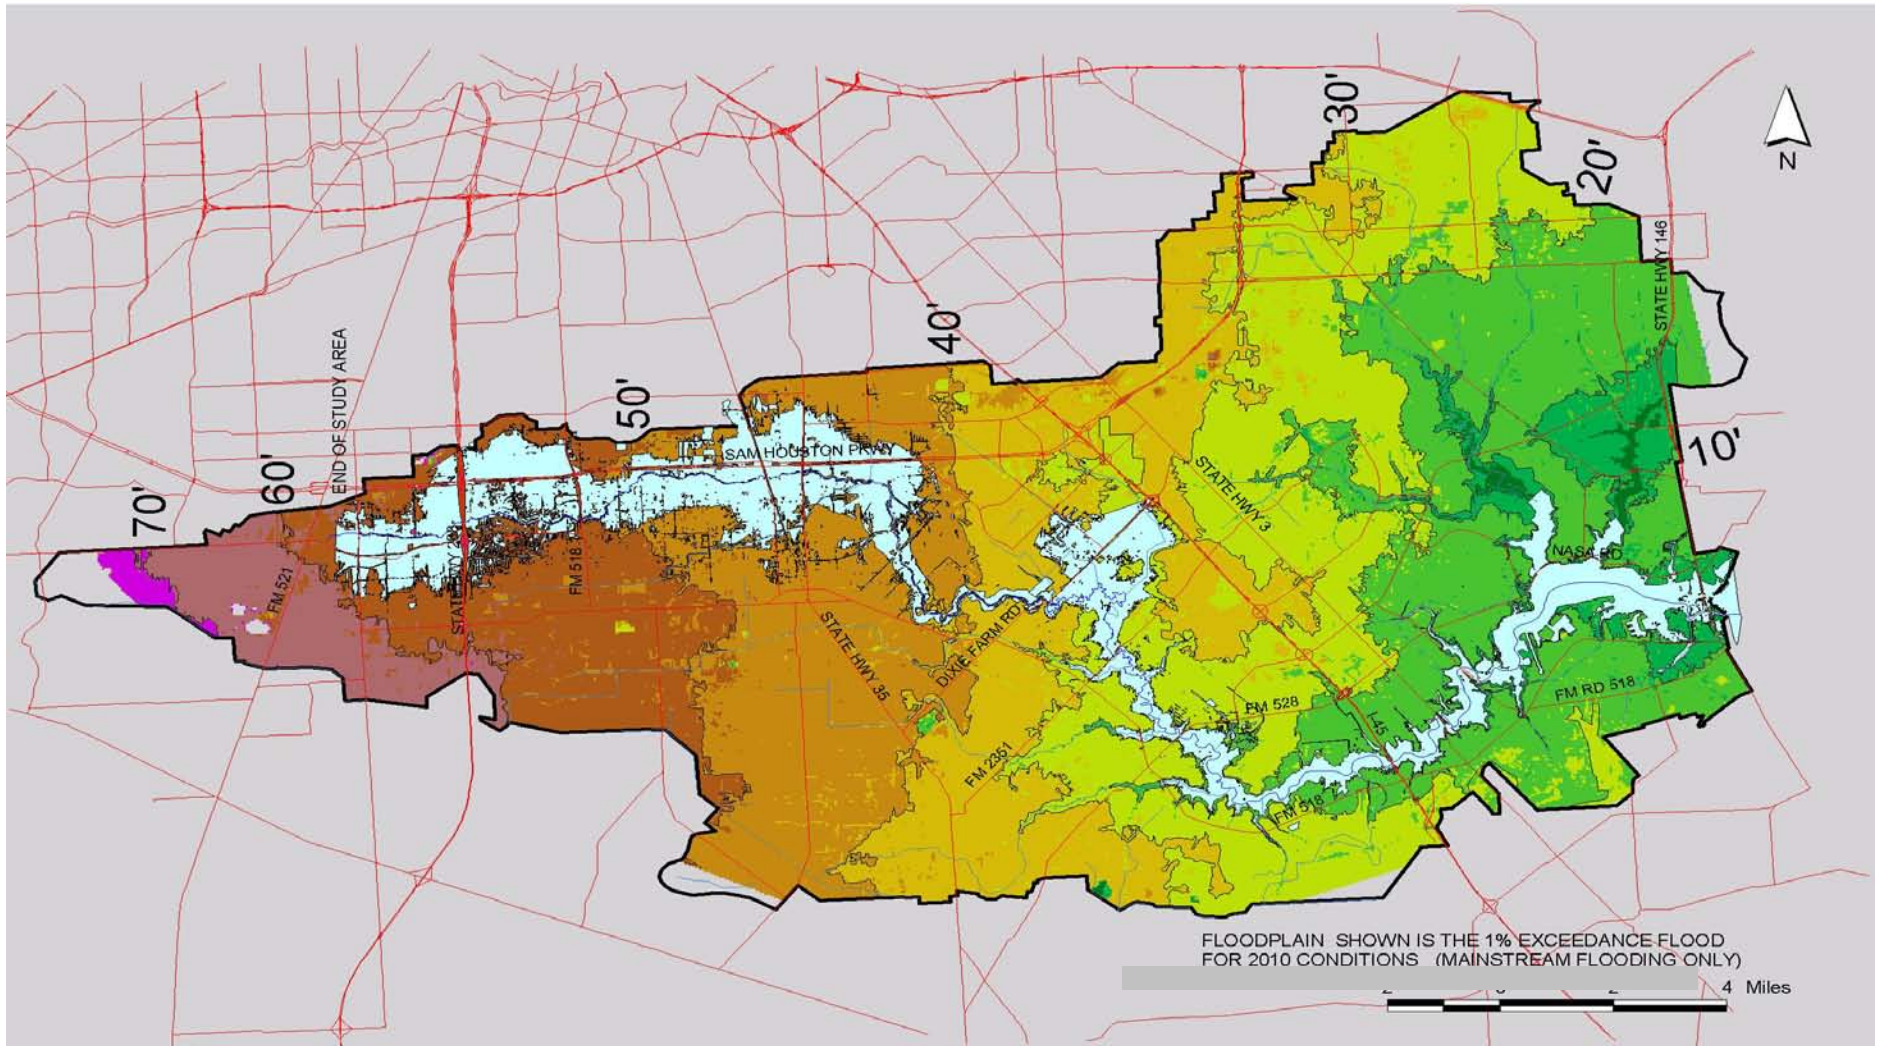 30'
20'
N
STATE HWY 146
40'
END OF STUDY AREA
50'
10'
SAM HOUSTON PKWY
60'
70'
STATE HWY 3
NASA RD
FM 518
FM 521
STATE
STATE HWY 35
DIXIE FARM RD
FM RD 518
FM 528
I-45
FM 2351
FM 518
FLOODPLAIN SHOWN IS THE 1% EXCEEDANCE FLOOD
FOR 2010 CONDITIONS (MAINSTREAM FLOODING ONLY)
4 Miles